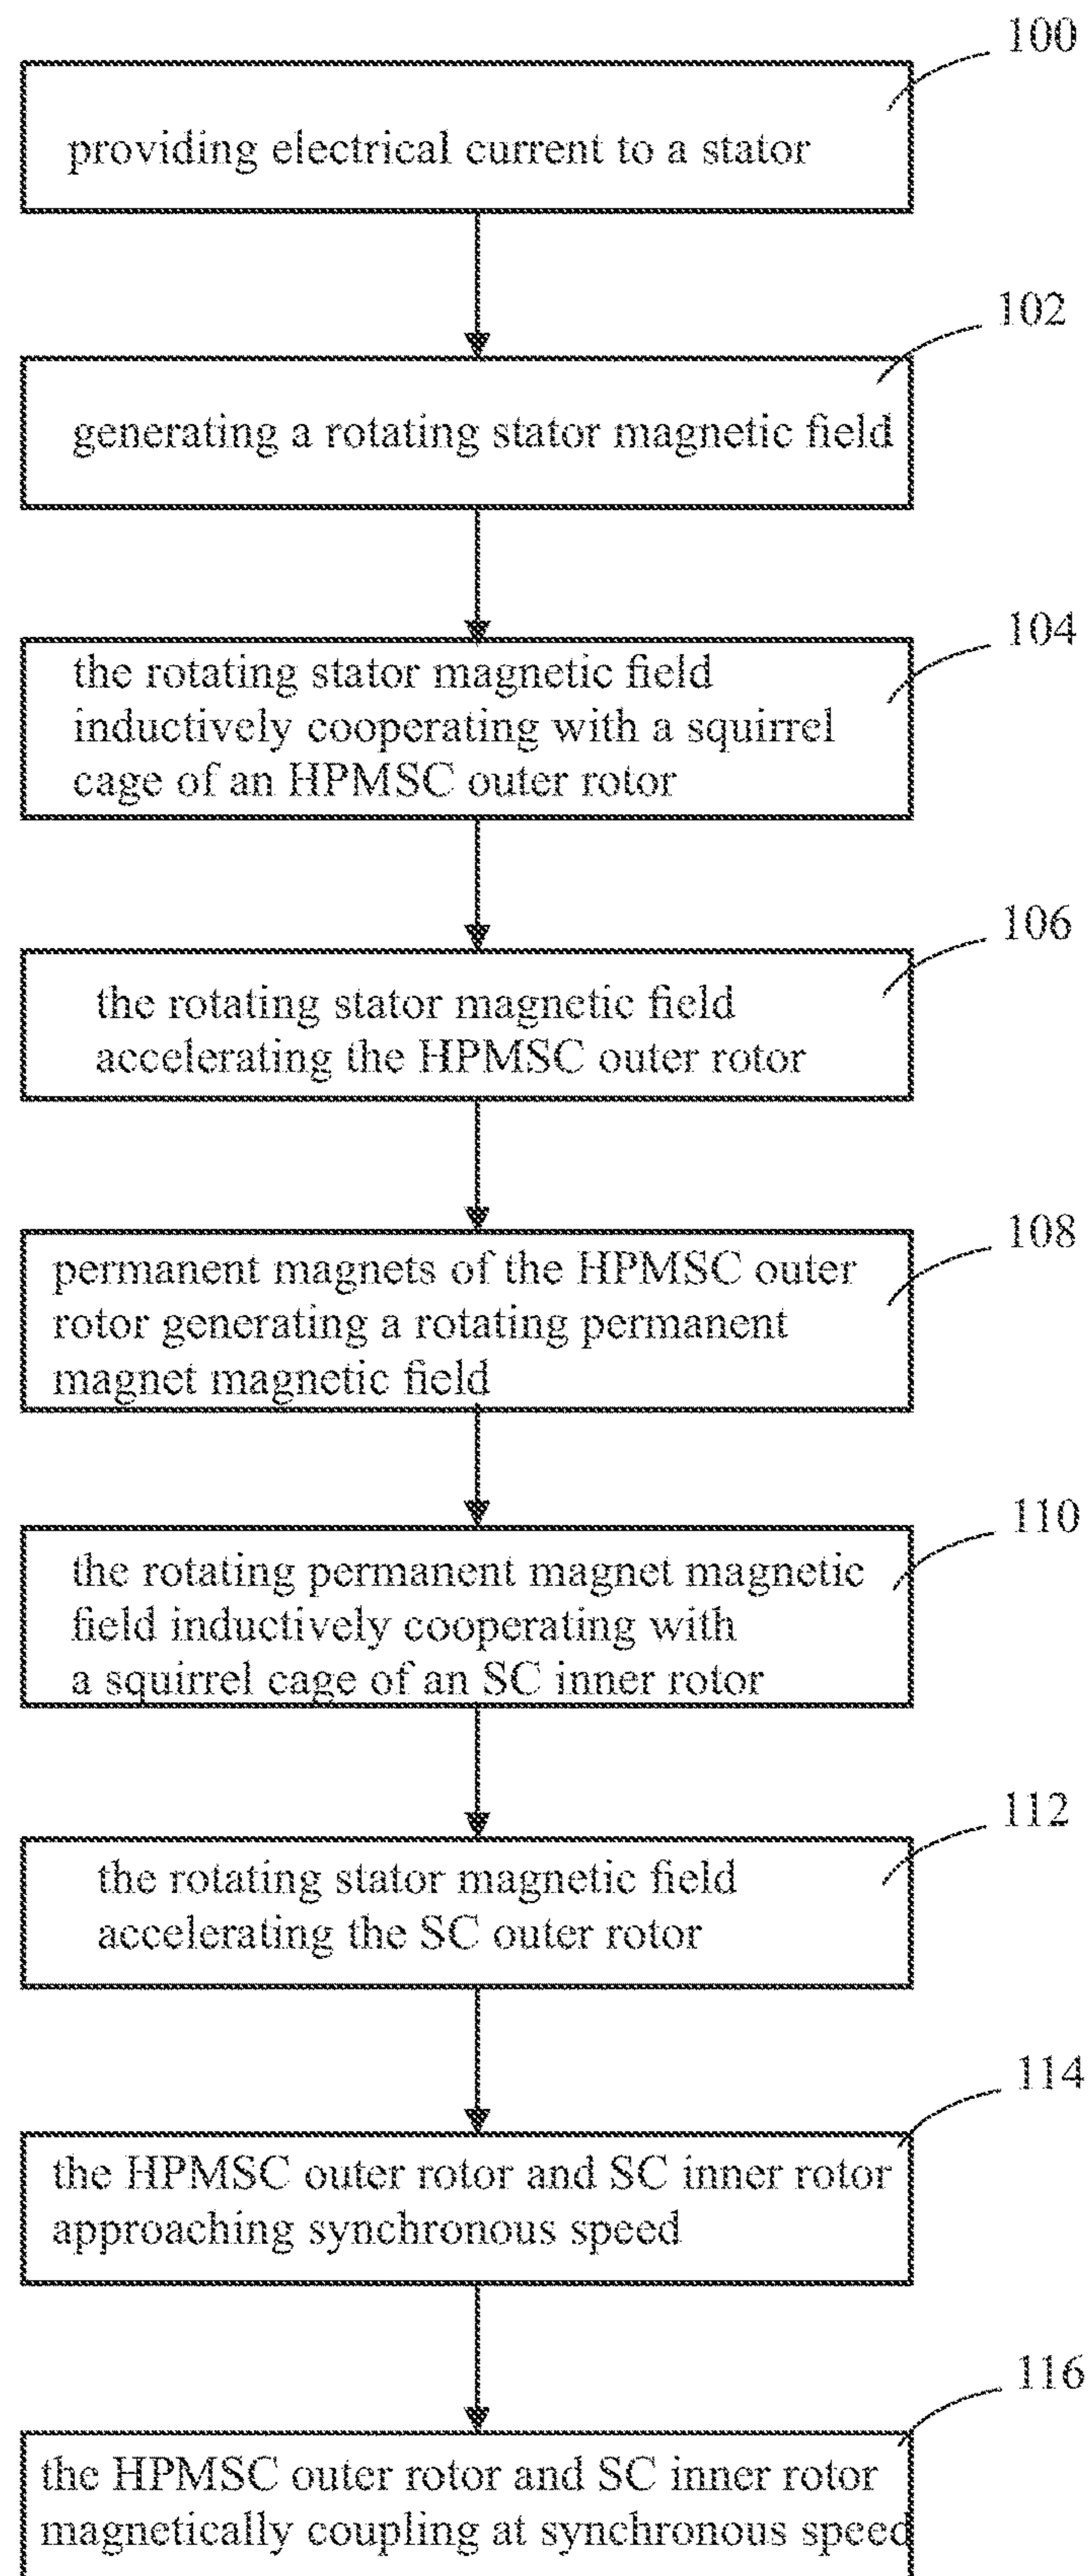 100
providing electrical current to a stator
102
generating a rotating stator magnetic field
104
the rotating stator magnetic field
inductively cooperating with a squirrel
cage of an HPMSC outer rotor
106
the rotating stator magnetic field
accelerating the HPMSC outer rotor
108
permanent magnets of the HPMSC outer
rotor generating a rotating permanent
magnet magnetic field
110
the rotating permanent magnet magnetic
field inductively cooperating with
a squirrel cage of an SC inner rotor
112
the rotating stator magnetic field
accelerating the SC outer rotor
114
the HPMSC outer rotor and SC inner rotor
approaching synchronous speed
116
the HPMSC outer rotor and SC inner rotor
magnetically coupling at synchronous speed